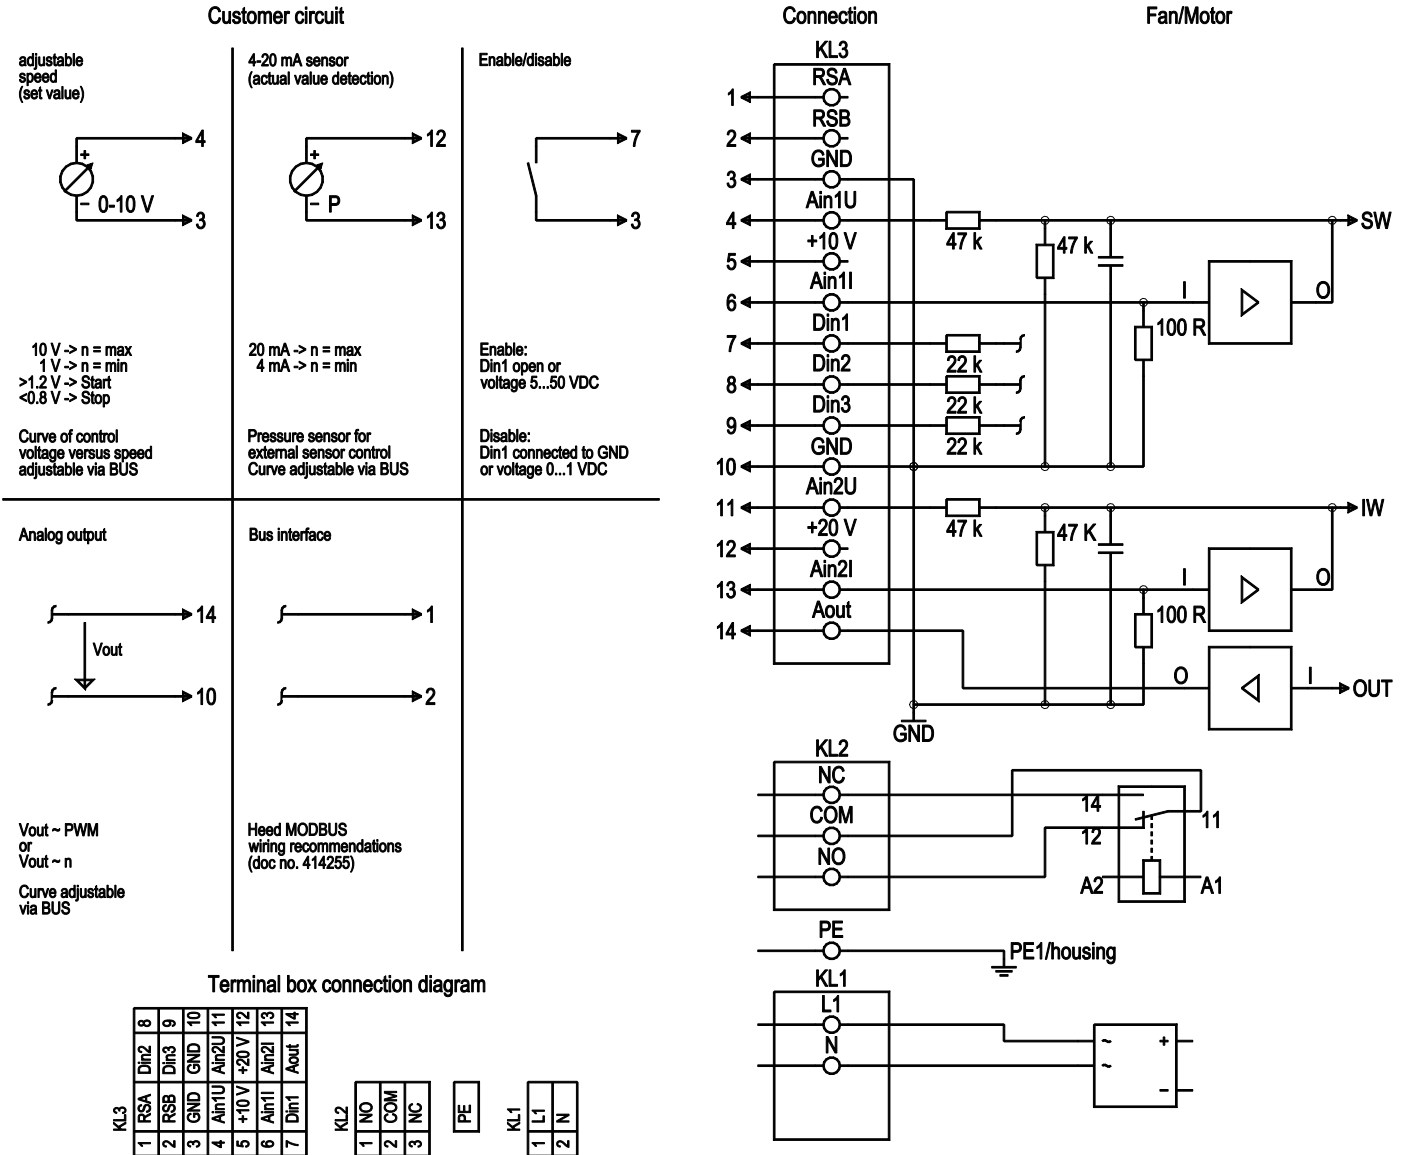 Customer circuit
Connection
Fan/Motor
adjustable
speed
(set value)
4
+
− 0-10 V
3
10 V -> n = max
1 V -> n = min
>1.2 V -> Start
<0.8 V -> Stop
Curve of control
voltage versus speed
adjustable via BUS
4-20 mA sensor
(actual value detection)
12
+
− P
13
20 mA -> n = max
4 mA -> n = min
Pressure sensor for
external sensor control
Curve adjustable via BUS
Enable/disable
7
3
Enable:
Din1 open or
voltage 5...50 VDC
Disable:
Din1 connected to GND
or voltage 0...1 VDC
Analog output
14
Vout
10
Vout ~ PWM
or
Vout ~ n
Curve adjustable
via BUS
Bus interface
1
2
Heed MODBUS
wiring recommendations
(doc no. 414255)
KL3
RSA
1
RSB
2
GND
3
Ain1U
4
47 k
47 k
SW
+10 V
5
Ain1I
6
I
O
100 R
Din1
7
22 k
Din2
8
22 k
Din3
9
22 k
GND
10
Ain2U
11
47 k
47 K
IW
+20 V
12
Ain2I
13
I
O
100 R
Aout
14
O
I
OUT
GND
KL2
NC
14
COM
11
12
NO
A2
A1
PE
PE1/housing
KL1
L1
N
~ +
~
−
Terminal box connection diagram
KL3
1 RSA Din2 8
2 RSB Din3 9
3 GND GND 10
4 Ain1U Ain2U 11
5 +10 V +20 V 12
6 Ain1I Ain2I 13
7 Din1 Aout 14
KL2
1 NO
2 COM
3 NC
PE
KL1
1 L1
2 N